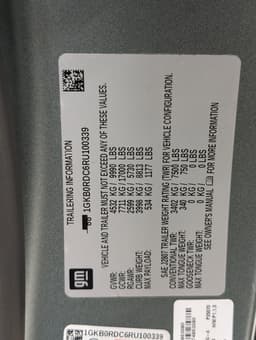 TRAILERING INFORMATION
1GKB0RDC6RU100339
VEHICLE AND TRAILER MUST NOT EXCEED ANY OF THESE VALUES.
GVWR: 4532 KG / 9990 LBS
GCWR: 7711 KG / 17000 LBS
RGAWR: 2599 KG / 5730 LBS
CURB WEIGHT: 3998 KG / 8813 LBS
MAX PAYLOAD: 534 KG / 1177 LBS
SAE J2807 TRAILER WEIGHT RATING (TWR) FOR VEHICLE CONFIGURATION.
CONVENTIONAL TWR: 3402 KG / 7500 LBS
MAX TONGUE WEIGHT: 340 KG / 750 LBS
GOOSENECK TWR: 0 KG / 0 LBS
MAX TONGUE WEIGHT: 0 KG / 0 LBS
SEE OWNER'S MANUAL FOR MORE INFORMATION
gm
1GKB0RDC6RU100339